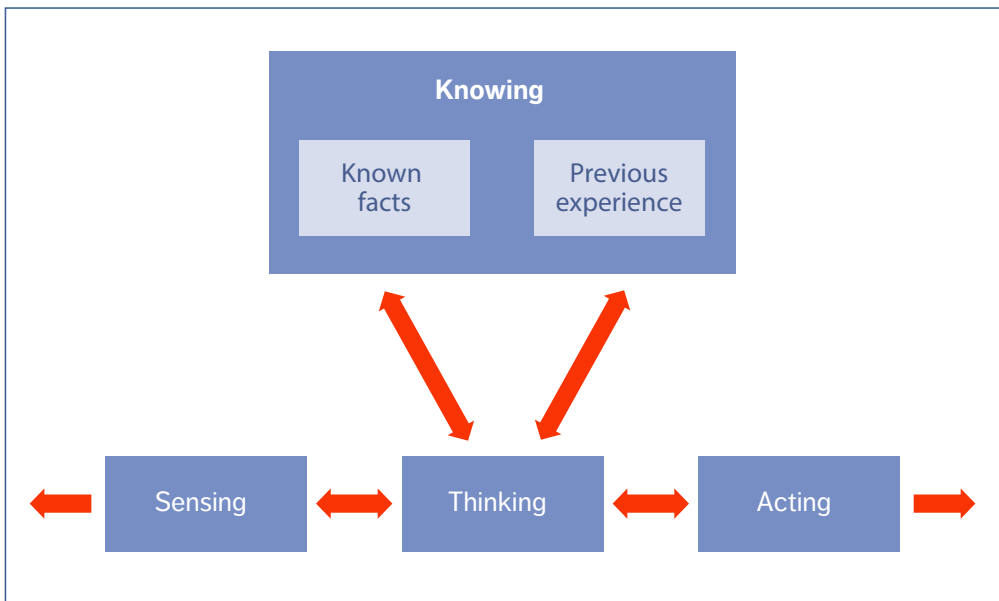 Knowing
Known
facts
Previous
experience
Sensing
Thinking
Acting